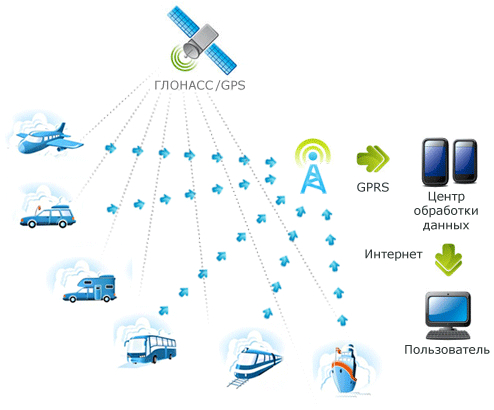 ГЛОНАСС/GPS
GPRS
Центр
обработки
данных
Интернет
Пользователь